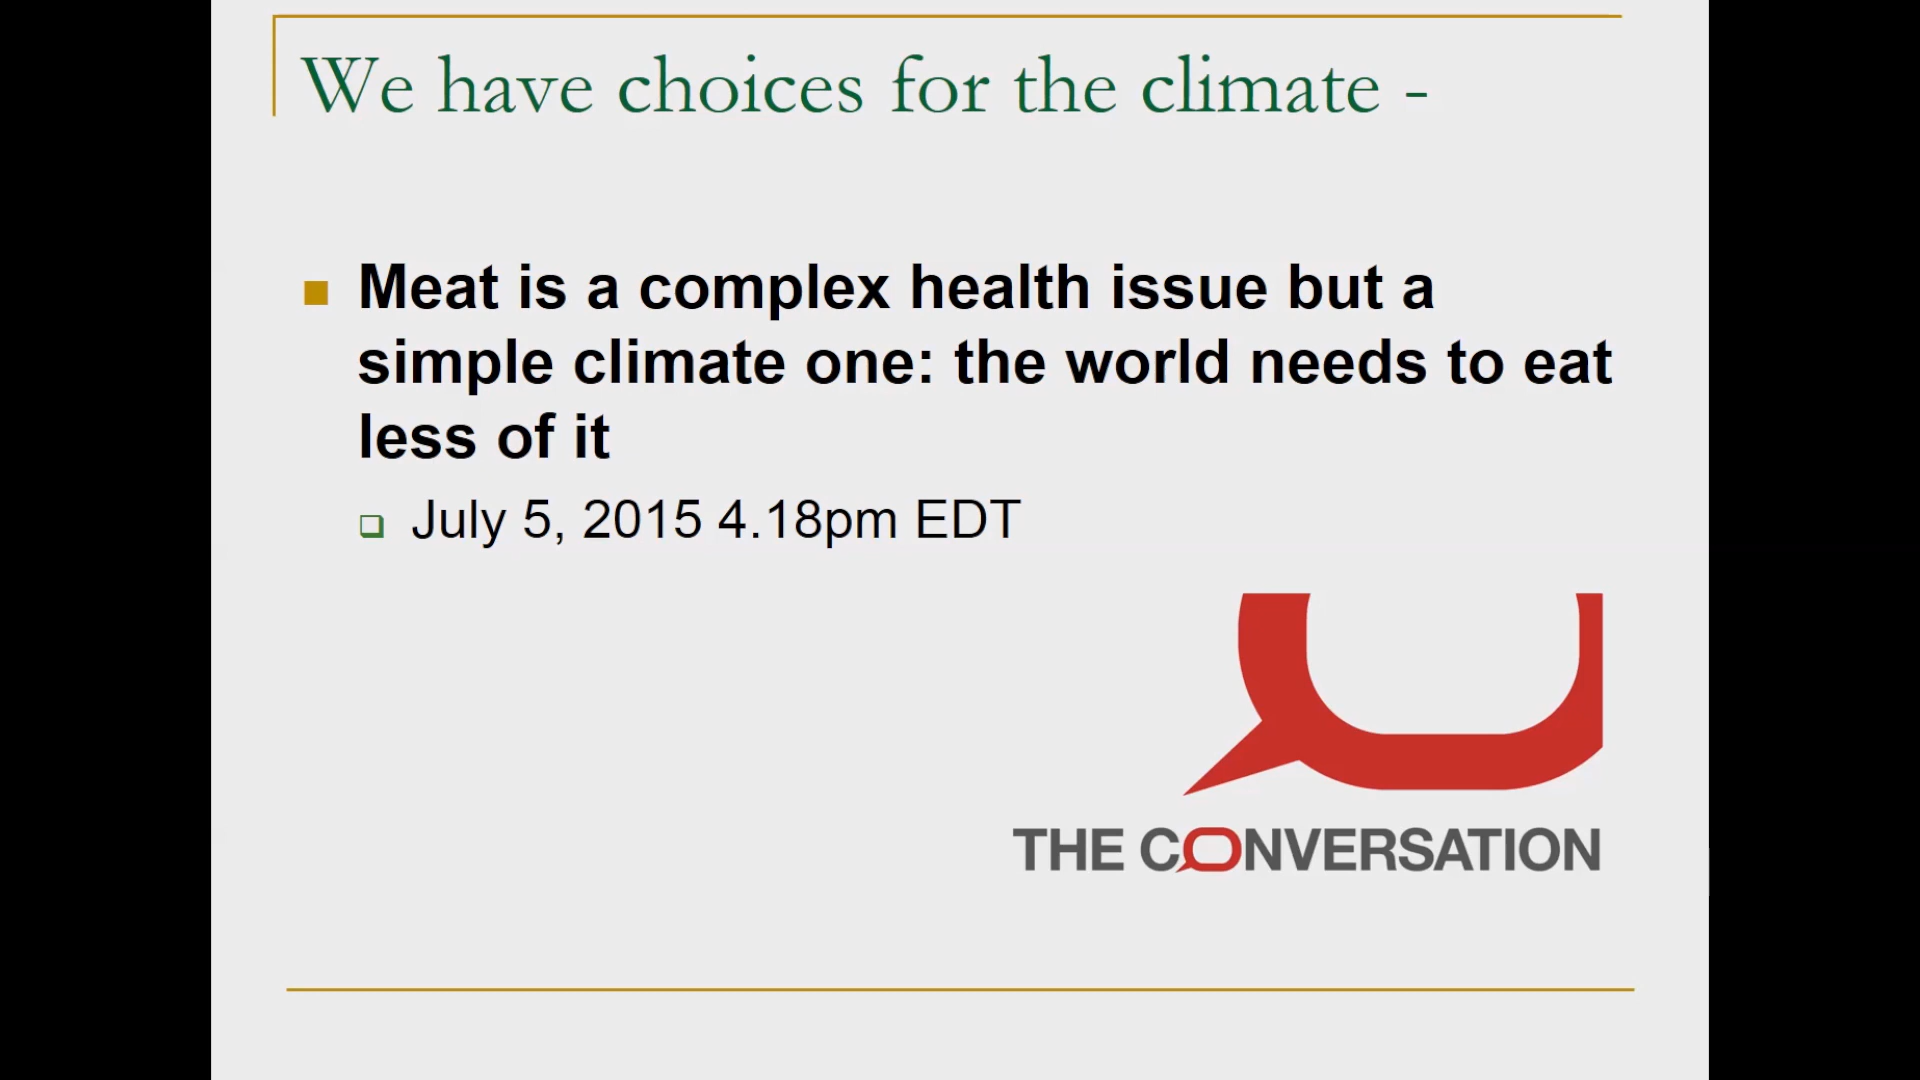 We have choices for the climate -
Meat is a complex health issue but a
simple climate one: the world needs to eat
less of it
July 5, 2015 4.18pm EDT
THE CONVERSATION